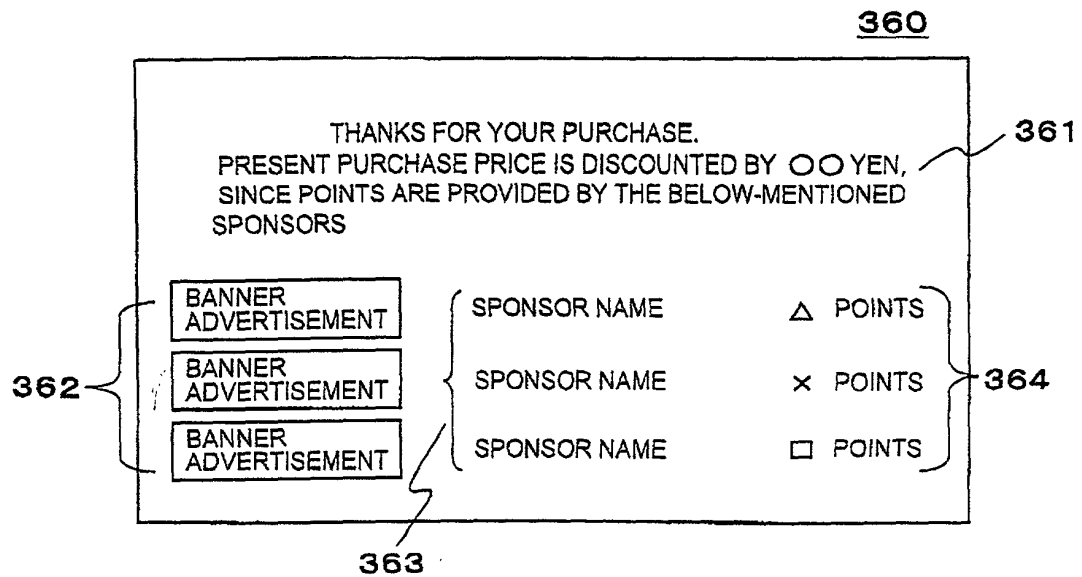 360
THANKS FOR YOUR PURCHASE.
361
PRESENT PURCHASE PRICE IS DISCOUNTED BY ○○ YEN,
SINCE POINTS ARE PROVIDED BY THE BELOW-MENTIONED
SPONSORS
BANNER
ADVERTISEMENT
SPONSOR NAME
△ POINTS
362
BANNER
ADVERTISEMENT
SPONSOR NAME
× POINTS
364
BANNER
ADVERTISEMENT
SPONSOR NAME
□ POINTS
363